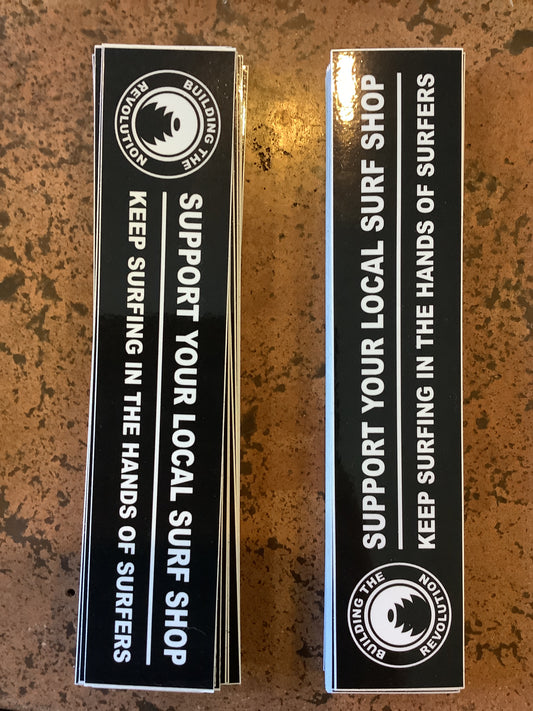 BUILDING THE
REVOLUTION
SUPPORT YOUR LOCAL SURF SHOP
KEEP SURFING IN THE HANDS OF SURFERS
BUILDING THE
REVOLUTION
SUPPORT YOUR LOCAL SURF SHOP
KEEP SURFING IN THE HANDS OF SURFERS